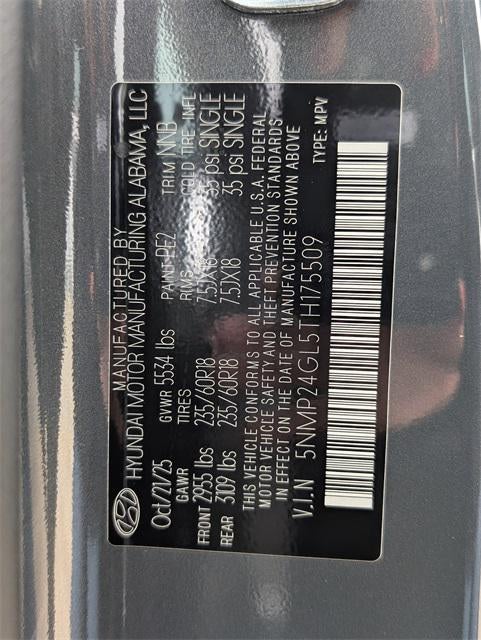 MANUFACTURED BY
HYUNDAI MOTOR MANUFACTURING ALABAMA, LLC
Oct/21/25 GVWR 5534 lbs PAINT PE2 TRIM NNB
GAWR TIRES RIMS COLD TIRE INFL
FRONT 2955 lbs 235/60R18 7.5JX18 35 psi SINGLE
REAR 3109 lbs 235/60R18 7.5JX18 35 psi SINGLE
THIS VEHICLE CONFORMS TO ALL APPLICABLE U.S.A. FEDERAL
MOTOR VEHICLE SAFETY AND THEFT PREVENTION STANDARDS
IN EFFECT ON THE DATE OF MANUFACTURE SHOWN ABOVE
V.I.N 5NMP24GL5TH175509 TYPE: MPV